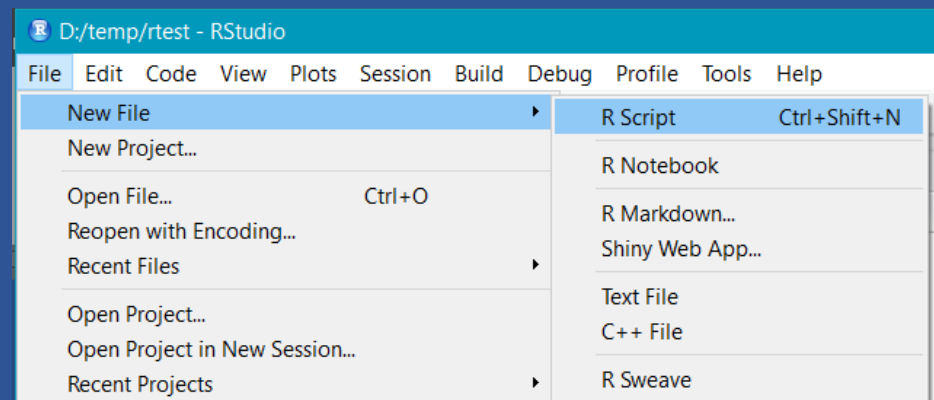 D:/temp/rtest - RStudio
File Edit Code View Plots Session Build Debug Profile Tools Help
New File
New Project...
Open File... Ctrl+O
Reopen with Encoding...
Recent Files
Open Project...
Open Project in New Session...
Recent Projects
R Script Ctrl+Shift+N
R Notebook
R Markdown...
Shiny Web App...
Text File
C++ File
R Sweave